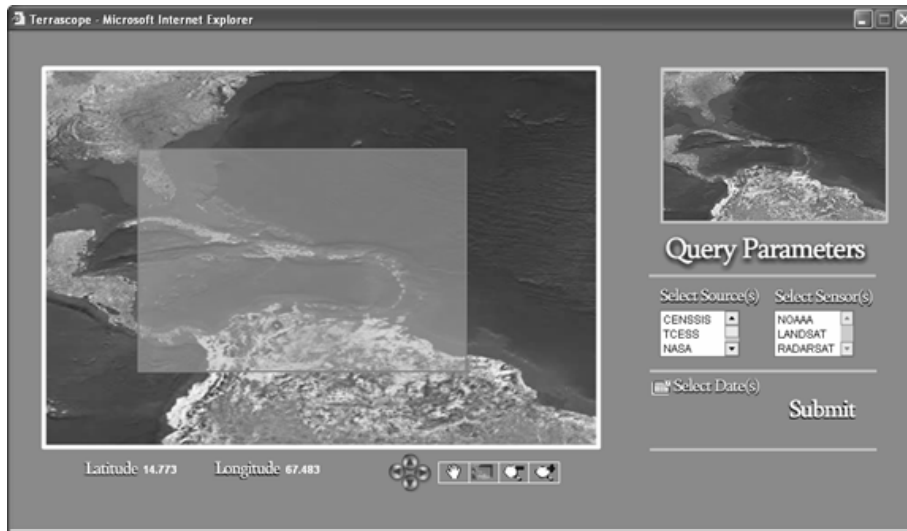 Terrascope - Microsoft Internet Explorer
Query Parameters
Select Source(s) Select Sensor(s)
CENSSIS NOAAA
TCESS LANDSAT
NASA RADARSAT
Select Date(s)
Submit
Latitude 14.773 Longitude 67.483